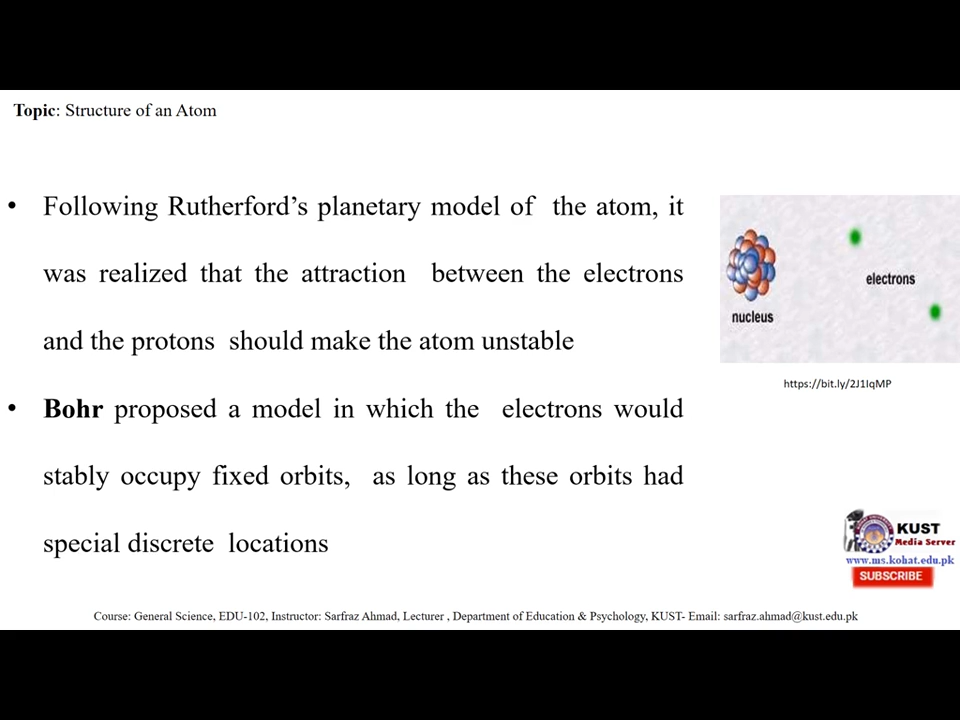 Topic: Structure of an Atom
• Following Rutherford’s planetary model of the atom, it
was realized that the attraction between the electrons
and the protons should make the atom unstable
• Bohr proposed a model in which the electrons would
stably occupy fixed orbits, as long as these orbits had
special discrete locations
electrons
nucleus
https://bit.ly/2J1IqMP
KUST
Media Server
www.ms.kohat.edu.pk
SUBSCRIBE
Course: General Science, EDU-102, Instructor: Sarfraz Ahmad, Lecturer , Department of Education & Psychology, KUST- Email: sarfraz.ahmad@kust.edu.pk